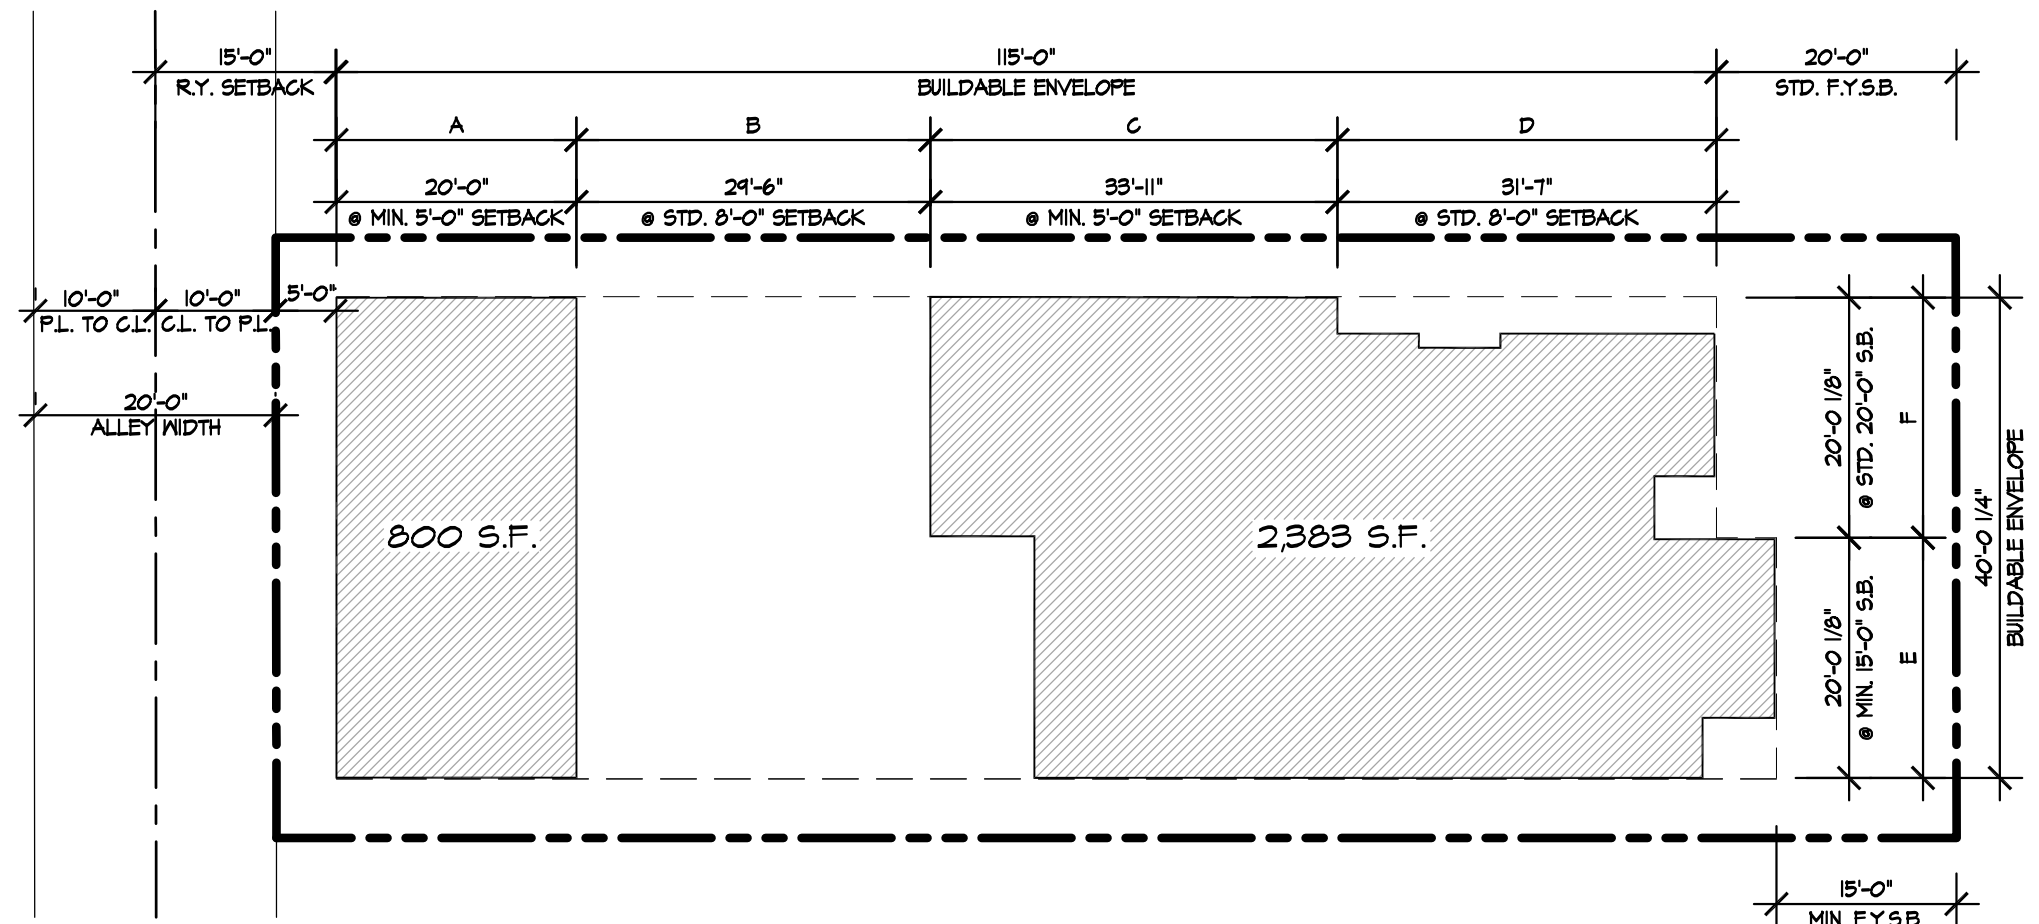 15'-0"
R.Y. SETBACK
115'-0"
BUILDABLE ENVELOPE
20'-0"
STD. F.Y.S.B.
A
B
C
D
20'-0"
@ MIN. 5'-0" SETBACK
29'-6"
@ STD. 8'-0" SETBACK
33'-11"
@ MIN. 5'-0" SETBACK
31'-7"
@ STD. 8'-0" SETBACK
10'-0"
P.L. TO C.L.
10'-0"
C.L. TO P.L.
5'-0"
20'-0"
ALLEY WIDTH
800 S.F.
2,383 S.F.
20'-0 1/8"
@ STD. 20'-0" S.B.
F
20'-0 1/8"
@ MIN. 15'-0" S.B.
E
40'-0 1/4"
BUILDABLE ENVELOPE
15'-0"
MIN. F.Y.S.B.